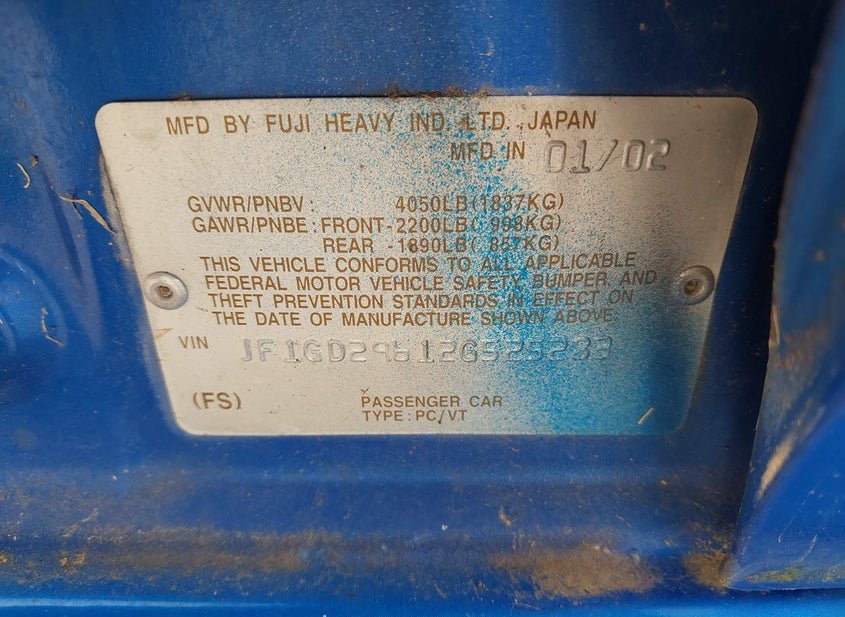 MFD BY FUJI HEAVY IND. LTD., JAPAN
MFD IN 01/02
GVWR/PNBV : 4050LB(1837KG)
GAWR/PNBE : FRONT-2200LB( 998KG)
REAR -1890LB( 857KG)
THIS VEHICLE CONFORMS TO ALL APPLICABLE
FEDERAL MOTOR VEHICLE SAFETY, BUMPER, AND
THEFT PREVENTION STANDARDS IN EFFECT ON
THE DATE OF MANUFACTURE SHOWN ABOVE.
VIN
(FS) PASSENGER CAR
TYPE : PC/VT